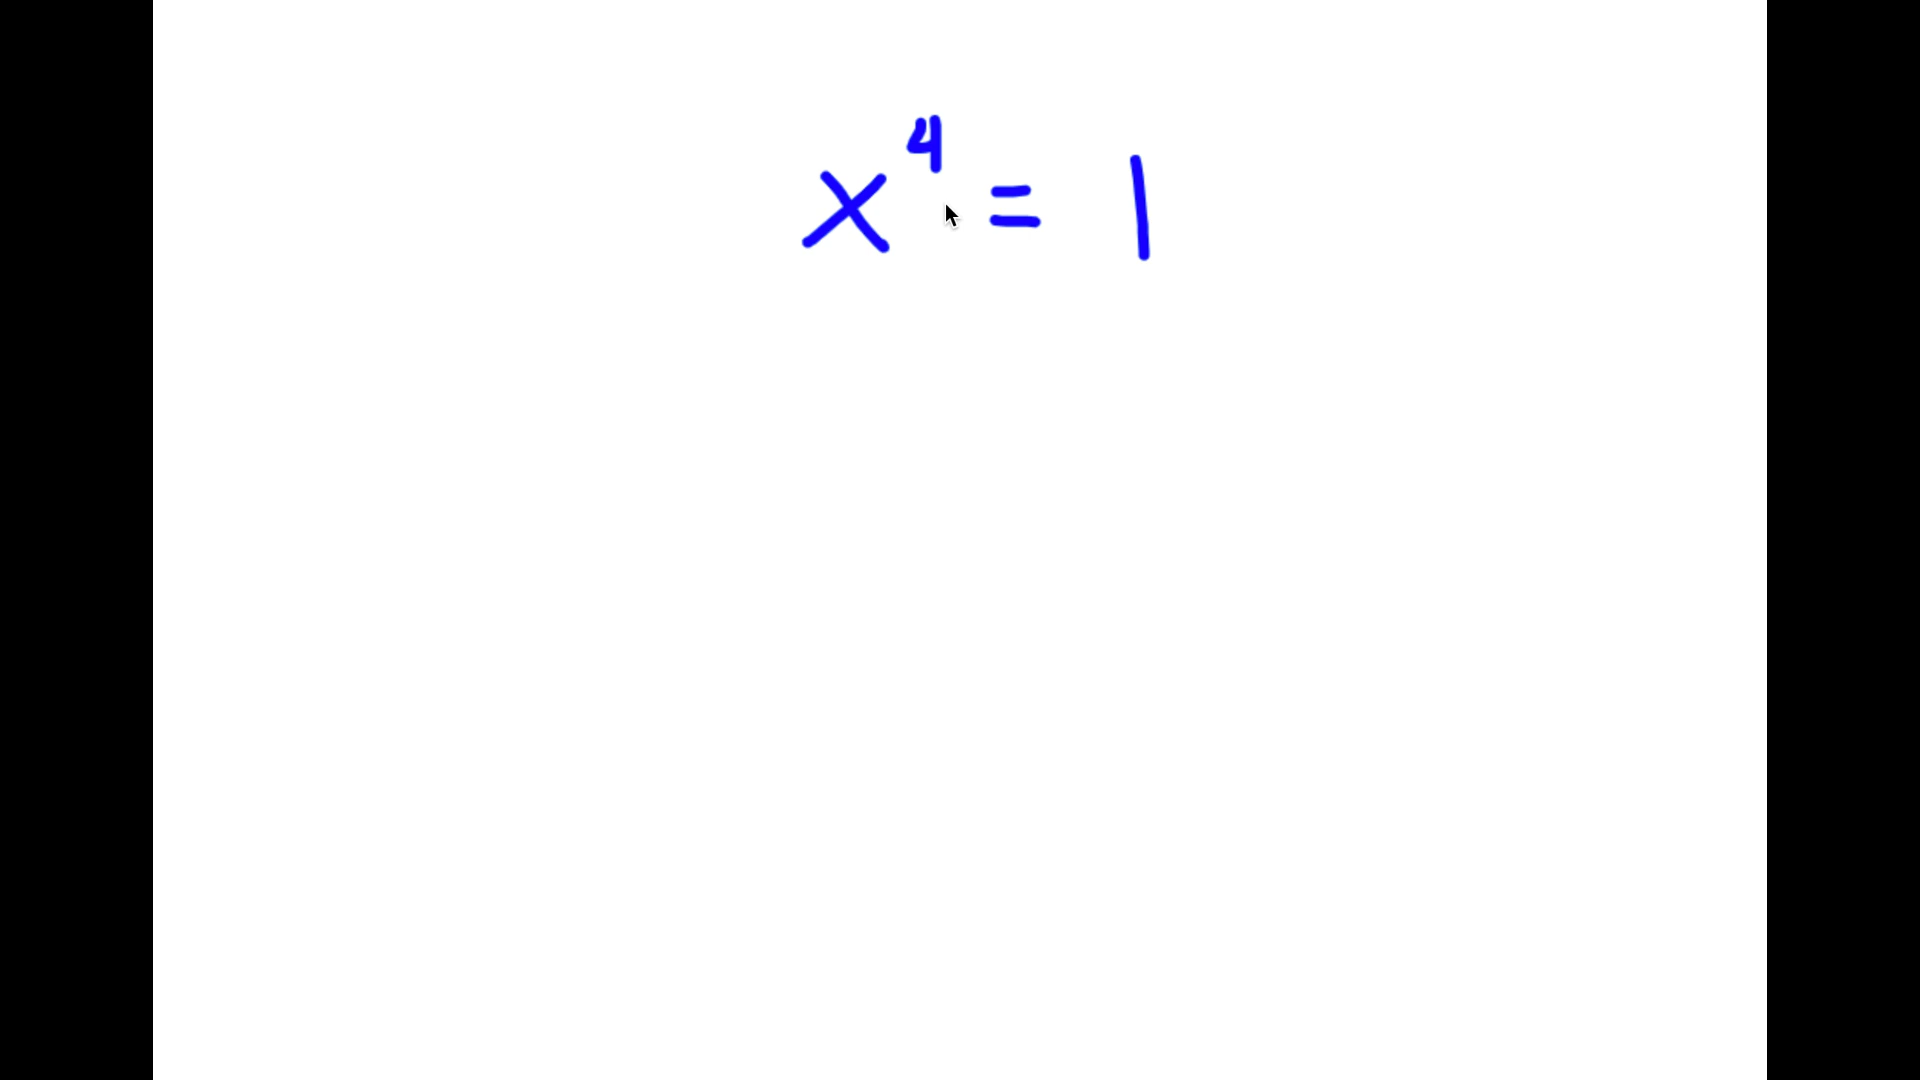 x⁴ = 1